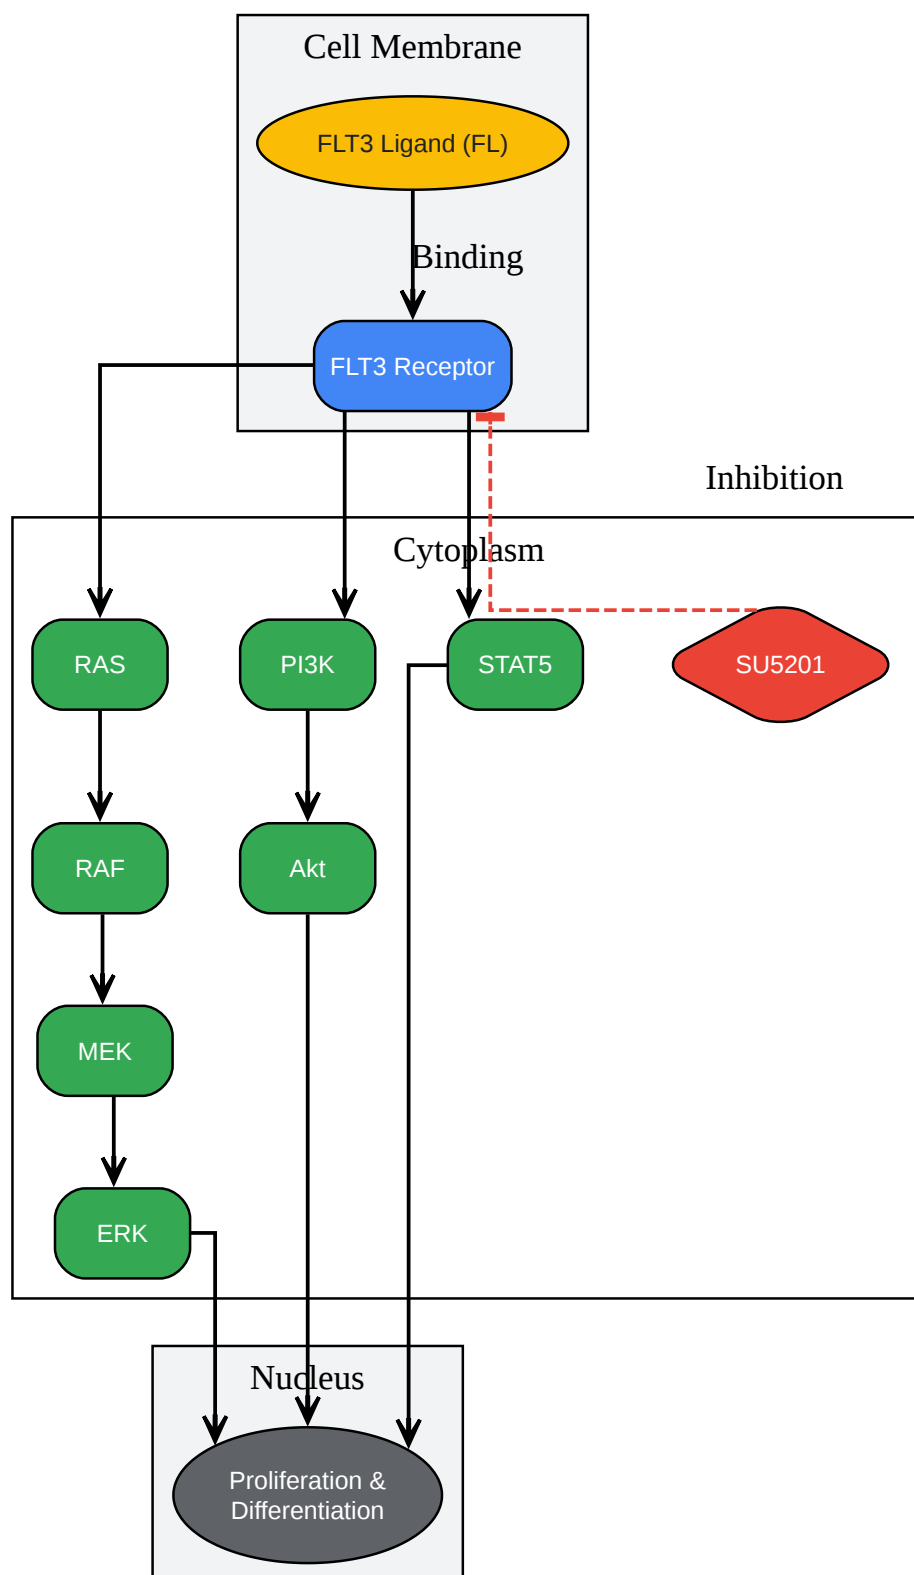 Cell Membrane
FLT3 Ligand (FL)
Binding
FLT3 Receptor
Inhibition
Cytoplasm
RAS
PI3K
STAT5
SU5201
RAF
Akt
MEK
ERK
Nucleus
Proliferation &
Differentiation